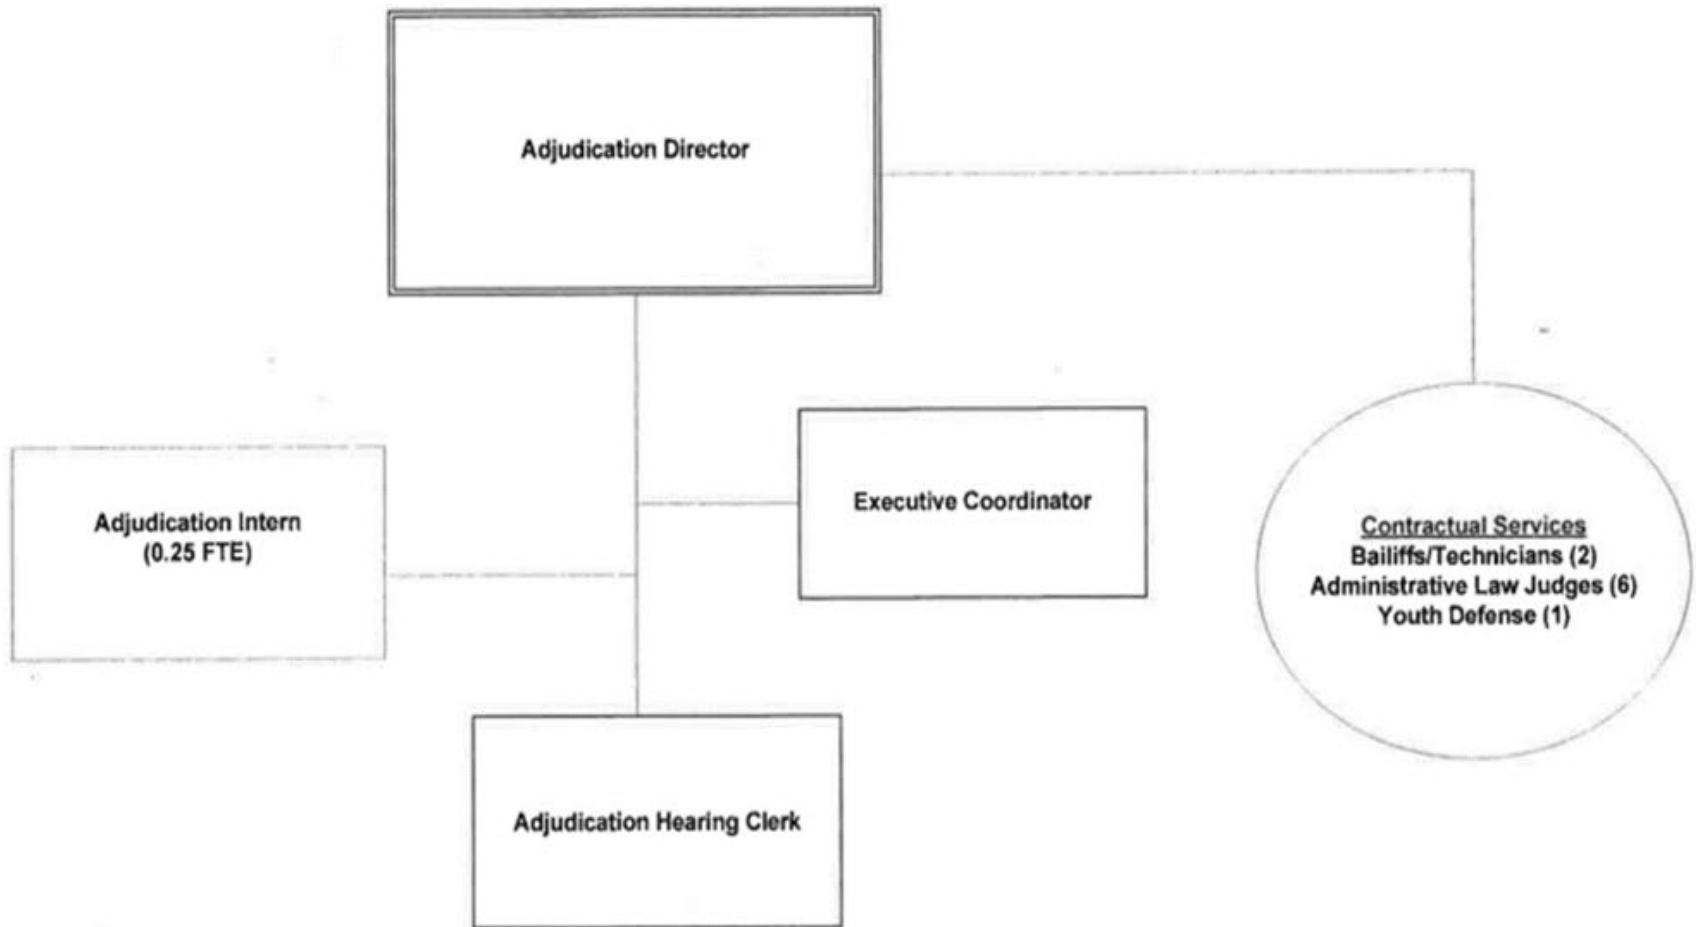 Adjudication Director
Executive Coordinator
Adjudication Intern
(0.25 FTE)
Contractual Services
Bailiffs/Technicians (2)
Administrative Law Judges (6)
Youth Defense (1)
Adjudication Hearing Clerk